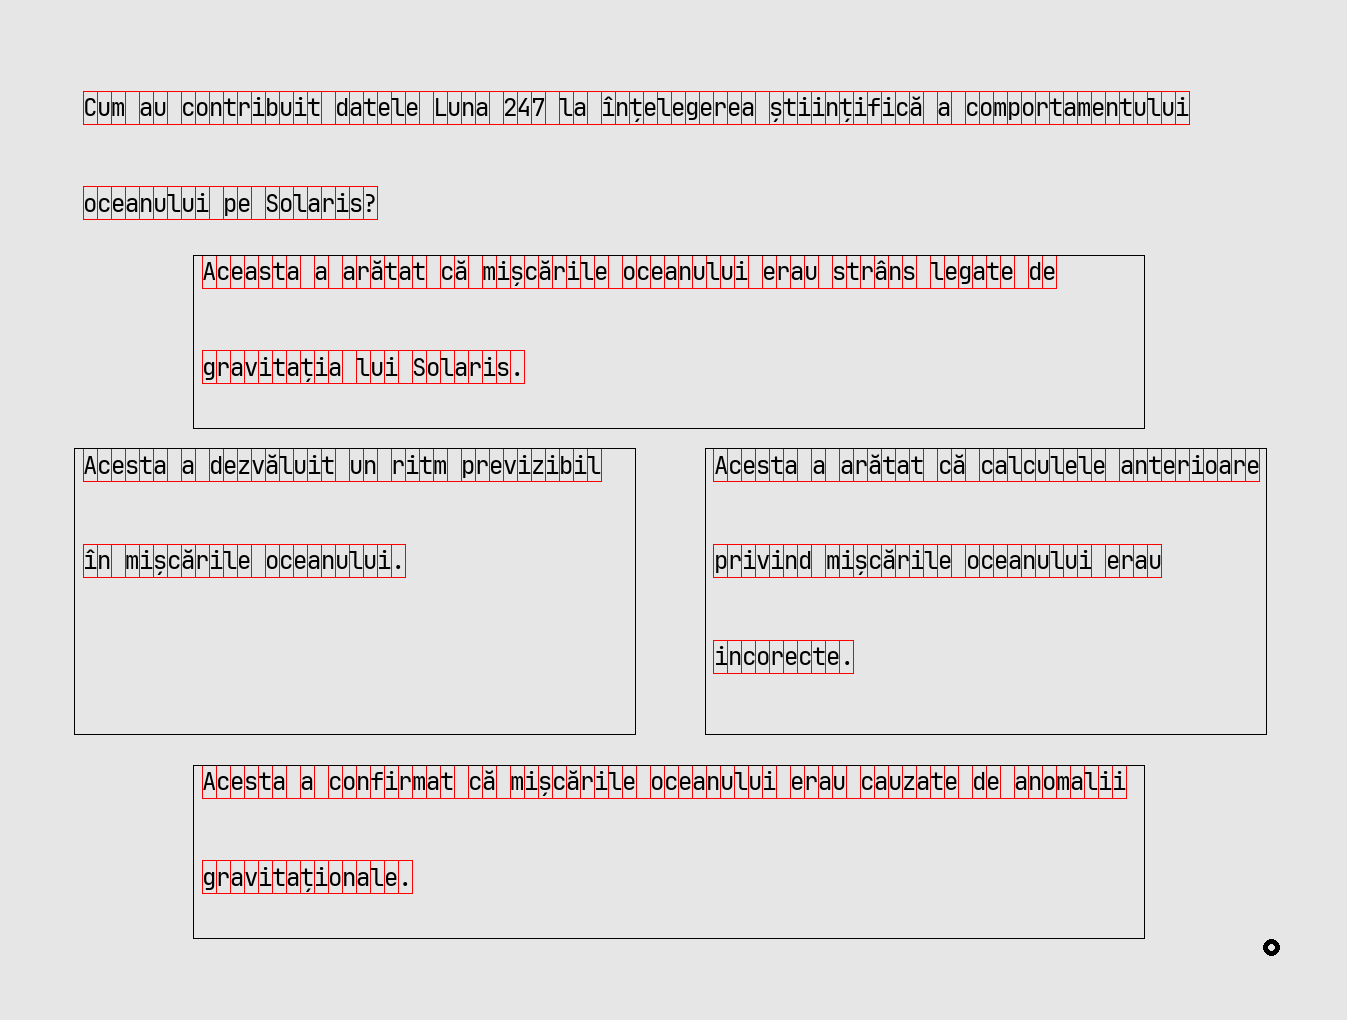 Cum au contribuit datele Luna 247 la înțelegerea științifică a comportamentului
oceanului pe Solaris?
Aceasta a arătat că mișcările oceanului erau strâns legate de
gravitația lui Solaris.
Acesta a dezvăluit un ritm previzibil
în mișcările oceanului.
Acesta a arătat că calculele anterioare
privind mișcările oceanului erau
incorecte.
Acesta a confirmat că mișcările oceanului erau cauzate de anomalii
gravitaționale.